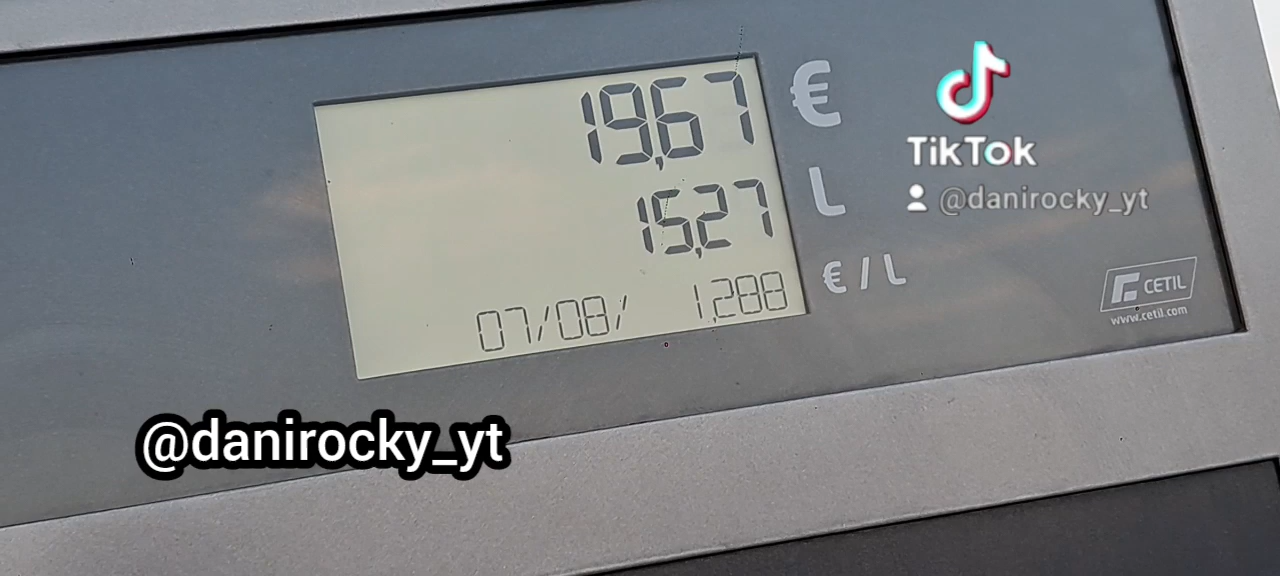 19,67 €
TikTok
@danirocky_yt
15,27 L
07/08/ 1,288 € / L
CETIL
www.cetil.com
@danirocky_yt